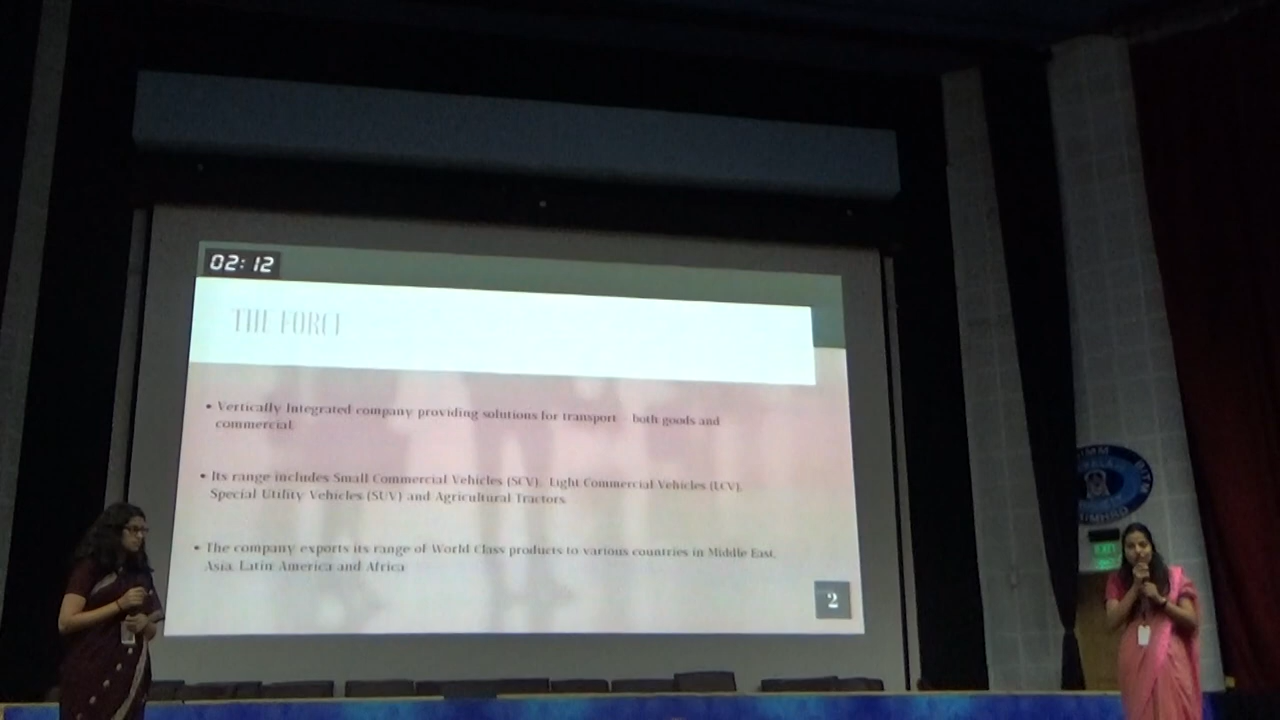 02:12
THE FORCE
• Vertically Integrated company providing solutions for transport – both goods and
commercial.
• Its range includes Small Commercial Vehicles (SCV), Light Commercial Vehicles (LCV),
Special Utility Vehicles (SUV) and Agricultural Tractors
• The company exports its range of World Class products to various countries in Middle East,
Asia, Latin America and Africa
2